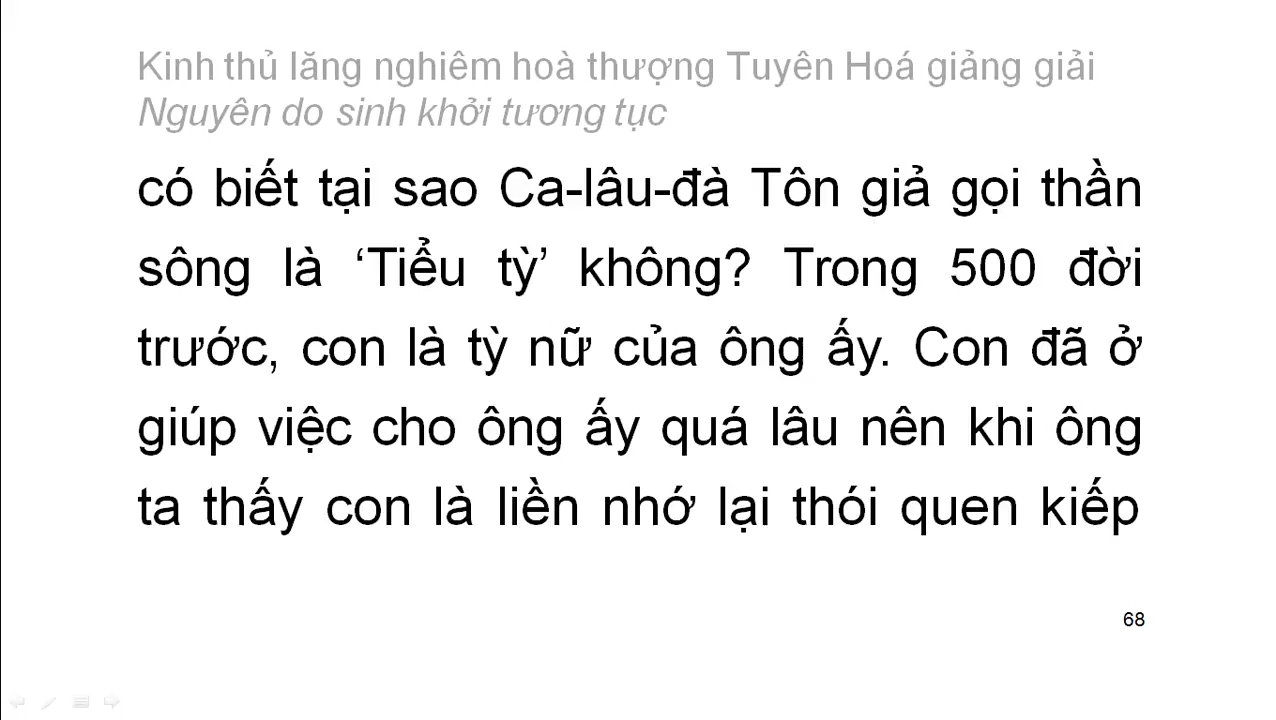 Kinh thủ lăng nghiêm hoà thượng Tuyên Hoá giảng giải
Nguyên do sinh khởi tương tục
có biết tại sao Ca-lâu-đà Tôn giả gọi thần
sông là ‘Tiểu tỳ’ không? Trong 500 đời
trước, con là tỳ nữ của ông ấy. Con đã ở
giúp việc cho ông ấy quá lâu nên khi ông
ta thấy con là liền nhớ lại thói quen kiếp
68